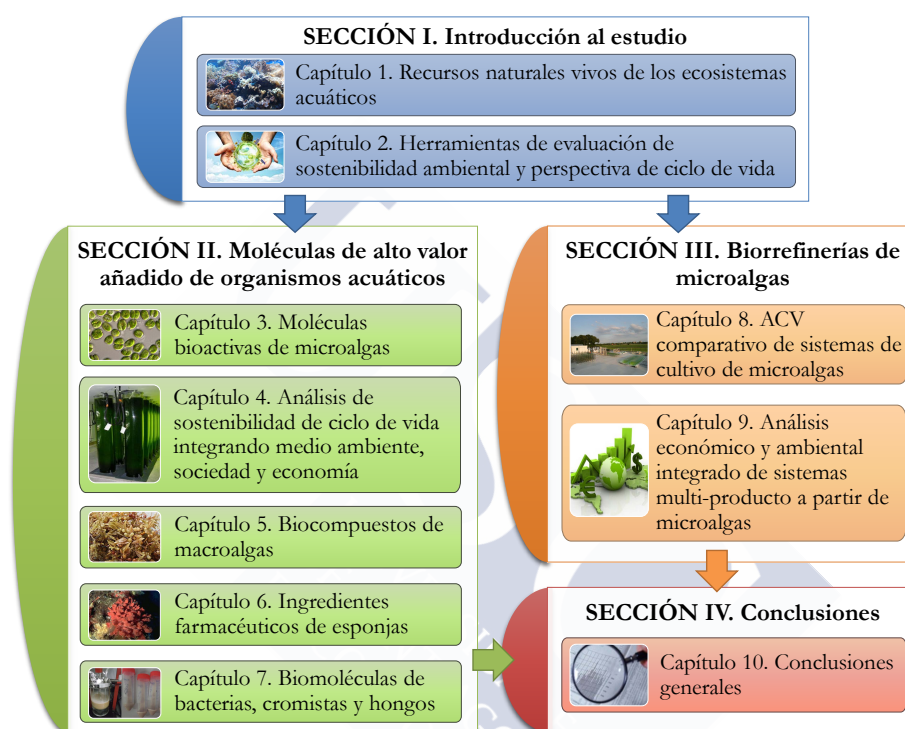 SECCIÓN I. Introducción al estudio
Capítulo 1. Recursos naturales vivos de los ecosistemas
acuáticos
Capítulo 2. Herramientas de evaluación de
sostenibilidad ambiental y perspectiva de ciclo de vida
SECCIÓN II. Moléculas de alto valor
añadido de organismos acuáticos
Capítulo 3. Moléculas
bioactivas de microalgas
Capítulo 4. Análisis de
sostenibilidad de ciclo de vida
integrando medio ambiente,
sociedad y economía
Capítulo 5. Biocompuestos de
macroalgas
Capítulo 6. Ingredientes
farmacéuticos de esponjas
Capítulo 7. Biomoléculas de
bacterias, cromistas y hongos
SECCIÓN III. Biorrefinerías de
microalgas
Capítulo 8. ACV
comparativo de sistemas de
cultivo de microalgas
Capítulo 9. Análisis
económico y ambiental
integrado de sistemas
multi-producto a partir de
microalgas
SECCIÓN IV. Conclusiones
Capítulo 10. Conclusiones
generales